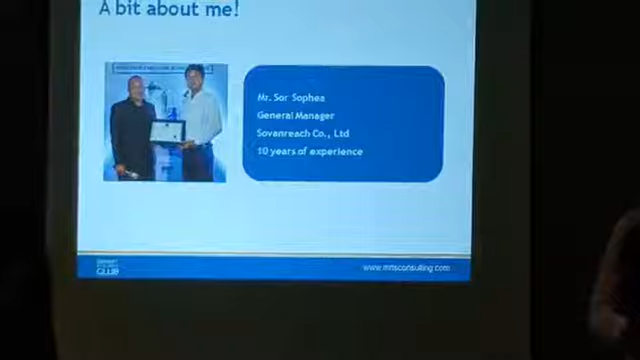 A bit about me!
Mr. Sor Sophea
General Manager
Sovanreach Co., Ltd
10 years of experience
CLUB
www.mtsconsulting.com